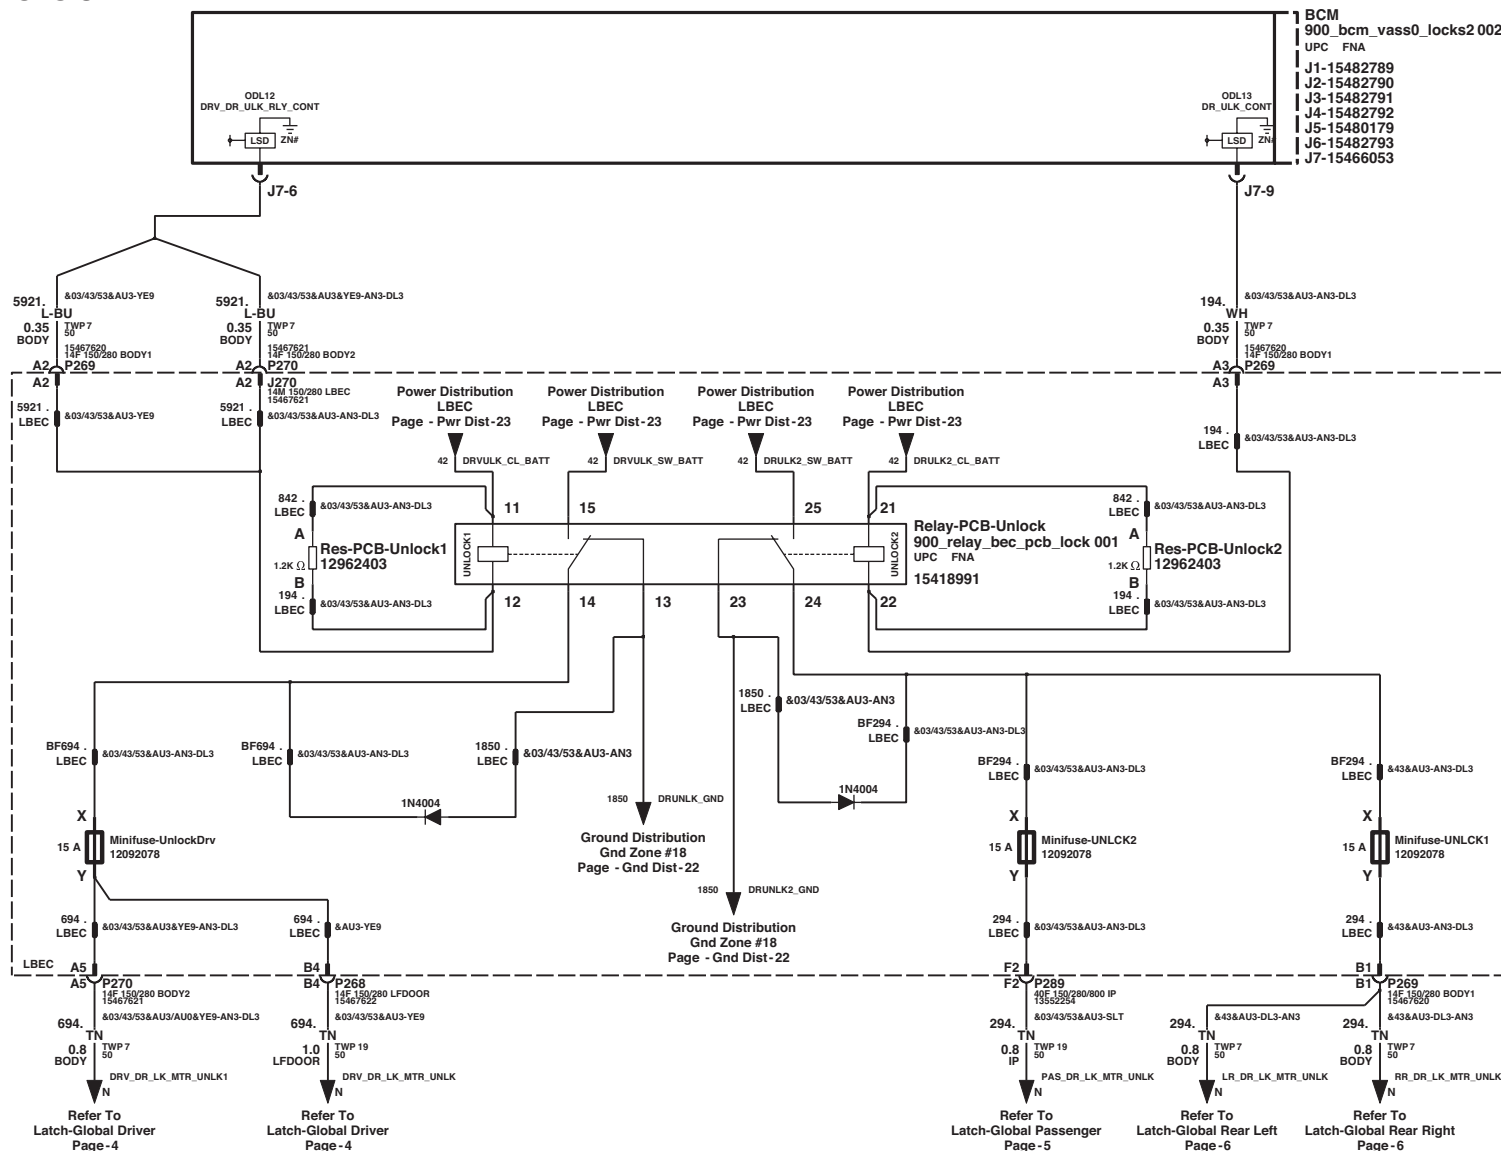 BCM
900_bcm_vass0_locks2 002
UPC FNA
J1-15482789
J2-15482790
J3-15482791
J4-15482792
J5-15480179
J6-15482793
J7-15466053
ODL12
DRV_DR_ULK_RLY_CONT
LSD ZN#
J7-6
ODL13
DR_ULK_CONT
LSD ZN#
J7-9
5921. &03/43/53&AU3-YE9
L-BU
0.35 TWP 7
BODY 50
15467620
14F 150/280 BODY1
A2 P269
A2
5921. &03/43/53&AU3&YE9-AN3-DL3
L-BU
0.35 TWP 7
BODY 50
15467621
14F 150/280 BODY2
A2 P270
A2 J270
14M 150/280 LBEC
15467621
194. &03/43/53&AU3-AN3-DL3
WH
0.35 TWP 7
BODY 50
15467620
14F 150/280 BODY1
A3 P269
A3
5921 . &03/43/53&AU3-YE9
LBEC
5921 . &03/43/53&AU3-AN3-DL3
LBEC
194 . &03/43/53&AU3-AN3-DL3
LBEC
Power Distribution
LBEC
Page - Pwr Dist-23
42 DRVULK_CL_BATT
Power Distribution
LBEC
Page - Pwr Dist-23
42 DRVULK_SW_BATT
Power Distribution
LBEC
Page - Pwr Dist-23
42 DRULK2_SW_BATT
Power Distribution
LBEC
Page - Pwr Dist-23
42 DRULK2_CL_BATT
842 . &03/43/53&AU3-AN3-DL3
LBEC
A
Res-PCB-Unlock1
1.2K Ω 12962403
B
194 . &03/43/53&AU3-AN3-DL3
LBEC
11 15 25 21
UNLOCK1
UNLOCK2
12 14 13 23 24 22
Relay-PCB-Unlock
900_relay_bec_pcb_lock 001
UPC FNA
15418991
842 . &03/43/53&AU3-AN3-DL3
LBEC
A
Res-PCB-Unlock2
1.2K Ω 12962403
B
194 . &03/43/53&AU3-AN3-DL3
LBEC
BF694 . &03/43/53&AU3-AN3-DL3
LBEC
BF694 . &03/43/53&AU3-AN3-DL3
LBEC
1850 . &03/43/53&AU3-AN3
LBEC
1N4004
1850 DRUNLK_GND
Ground Distribution
Gnd Zone #18
Page - Gnd Dist-22
1850 . &03/43/53&AU3-AN3
LBEC
BF294 . &03/43/53&AU3-AN3-DL3
LBEC
1N4004
1850 DRUNLK2_GND
Ground Distribution
Gnd Zone #18
Page - Gnd Dist-22
BF294 . &03/43/53&AU3-AN3-DL3
LBEC
BF294 . &43&AU3-AN3-DL3
LBEC
X
15 A Minifuse-UnlockDrv
12092078
Y
X
15 A Minifuse-UNLCK2
12092078
Y
X
15 A Minifuse-UNLCK1
12092078
Y
694 . &03/43/53&AU3&YE9-AN3-DL3
LBEC
694 . &AU3-YE9
LBEC
294 . &03/43/53&AU3-AN3-DL3
LBEC
294 . &43&AU3-AN3-DL3
LBEC
LBEC
A5
A5 P270
14F 150/280 BODY2
15467621
694. &03/43/53&AU3/AU0&YE9-AN3-DL3
TN
0.8 TWP 7
BODY 50
DRV_DR_LK_MTR_UNLK1
N
Refer To
Latch-Global Driver
Page-4
B4
B4 P268
14F 150/280 LFDOOR
15467622
694. &03/43/53&AU3-YE9
TN
1.0 TWP 19
LFDOOR 50
DRV_DR_LK_MTR_UNLK
N
Refer To
Latch-Global Driver
Page-4
F2
F2 P289
40F 150/280/800 IP
13552254
294. &03/43/53&AU3-SLT
TN
0.8 TWP 19
IP 50
PAS_DR_LK_MTR_UNLK
N
Refer To
Latch-Global Passenger
Page-5
B1
B1 P269
14F 150/280 BODY1
15467620
294. &43&AU3-DL3-AN3
TN
0.8 TWP 7
BODY 50
LR_DR_LK_MTR_UNLK
N
Refer To
Latch-Global Rear Left
Page-6
294. &43&AU3-DL3-AN3
TN
0.8 TWP 7
BODY 50
RR_DR_LK_MTR_UNLK
N
Refer To
Latch-Global Rear Right
Page-6